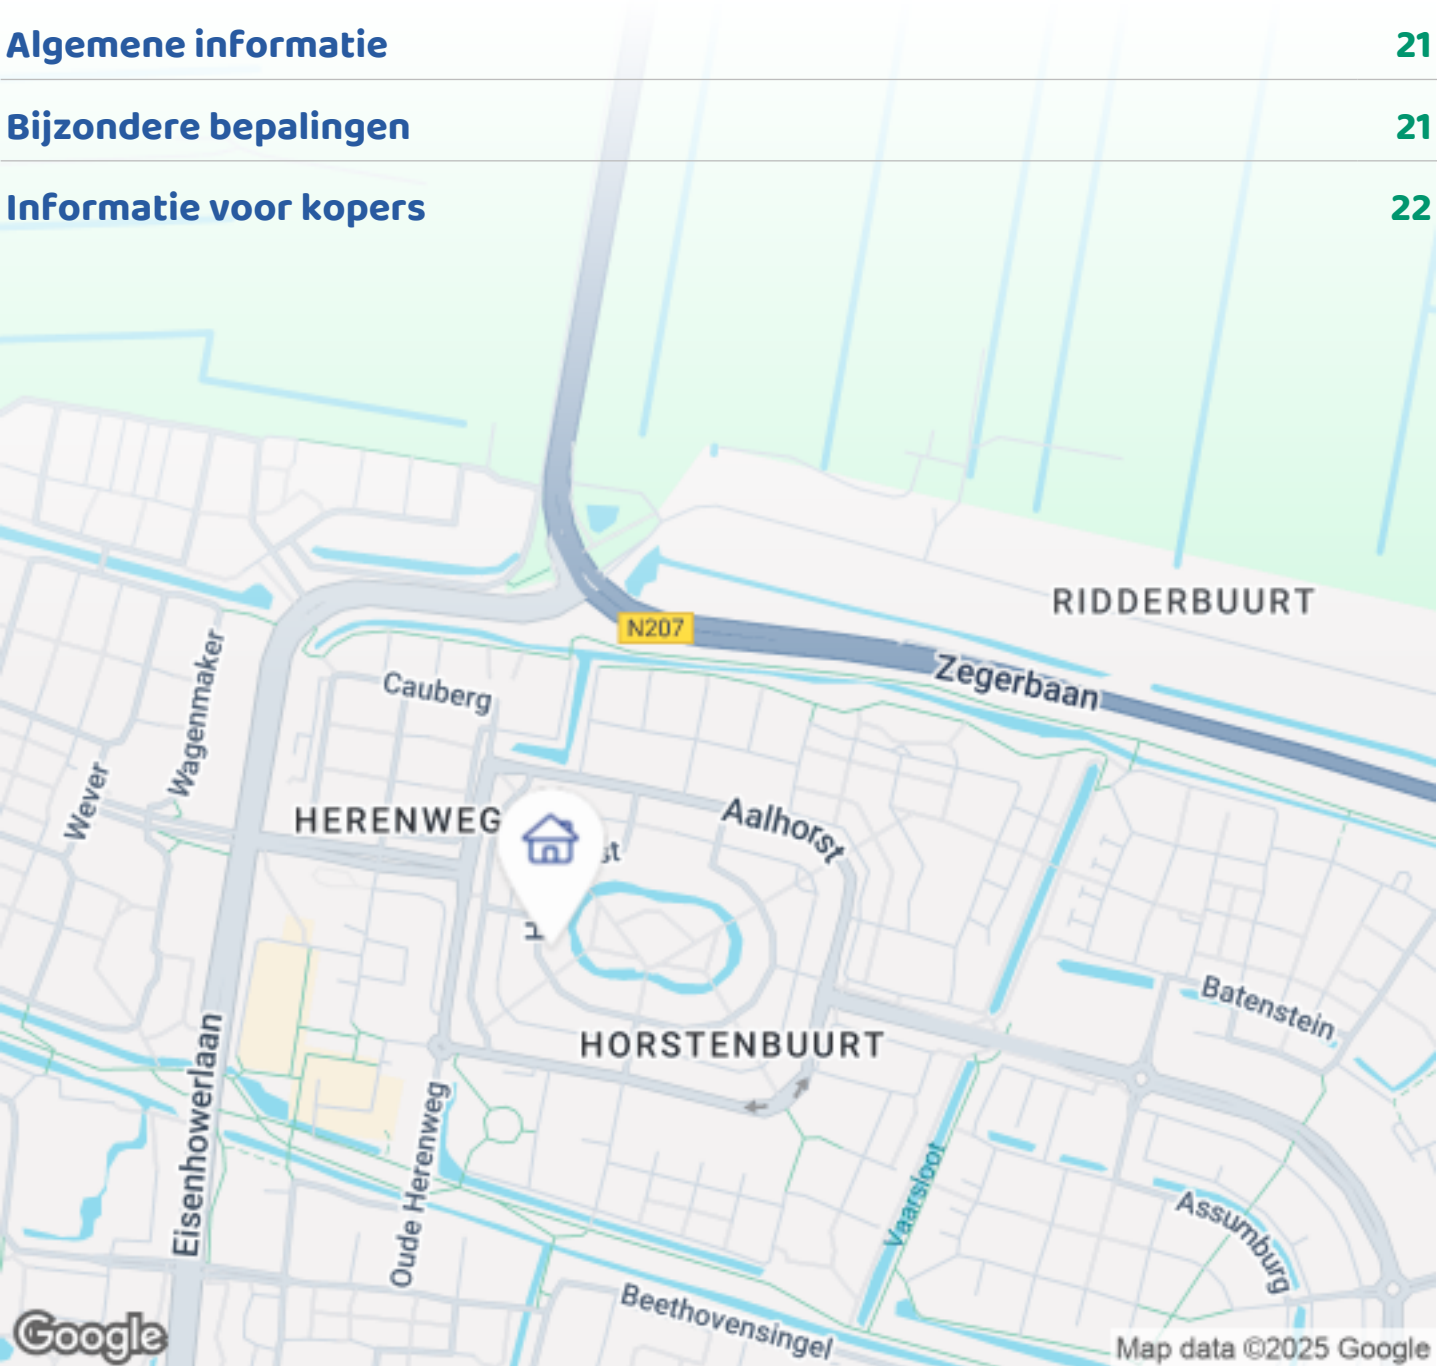 Algemene informatie 21
Bijzondere bepalingen 21
Informatie voor kopers 22
RIDDERBUURT
N207
Zegerbaan
Cauberg
Wagenmaker
Wever
HERENWEG
Aalhorst
st
H
Batenstein
HORSTENBUURT
Eisenhowerlaan
Oude Herenweg
Vaarsloot
Assumburg
Beethovensingel
Google
Map data ©2025 Google